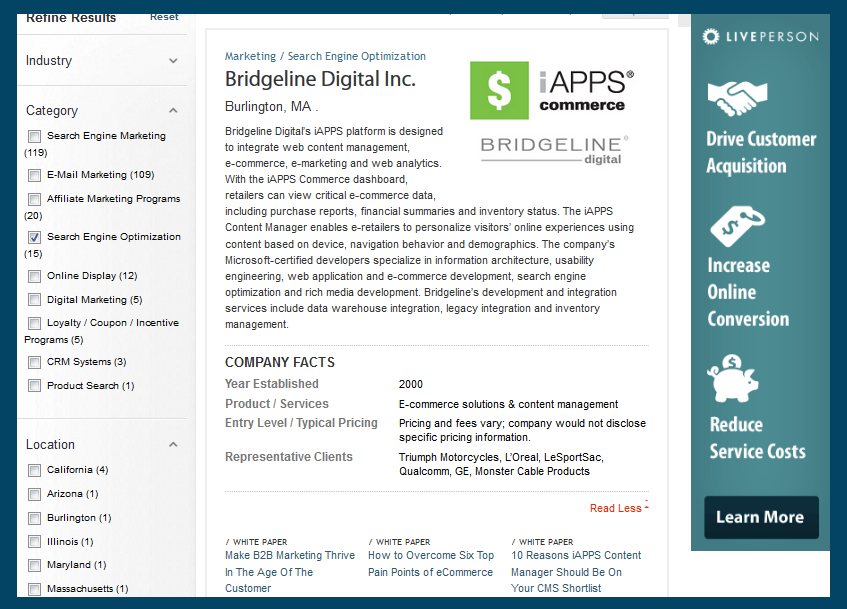 Refine Results
Reset
Industry
Category
Search Engine Marketing
(119)
E-Mail Marketing (109)
Affiliate Marketing Programs
(20)
Search Engine Optimization
(15)
Online Display (12)
Digital Marketing (5)
Loyalty / Coupon / Incentive
Programs (5)
CRM Systems (3)
Product Search (1)
Location
California (4)
Arizona (1)
Burlington (1)
Illinois (1)
Maryland (1)
Massachusetts (1)
Marketing / Search Engine Optimization
Bridgeline Digital Inc.
Burlington, MA .
$ iAPPS®
commerce
BRIDGELINE®
digital
Bridgeline Digital's iAPPS platform is designed
to integrate web content management,
e-commerce, e-marketing and web analytics.
With the iAPPS Commerce dashboard,
retailers can view critical e-commerce data,
including purchase reports, financial summaries and inventory status. The iAPPS
Content Manager enables e-retailers to personalize visitors' online experiences using
content based on device, navigation behavior and demographics. The company's
Microsoft-certified developers specialize in information architecture, usability
engineering, web application and e-commerce development, search engine
optimization and rich media development. Bridgeline's development and integration
services include data warehouse integration, legacy integration and inventory
management.
COMPANY FACTS
Year Established 2000
Product / Services E-commerce solutions & content management
Entry Level / Typical Pricing Pricing and fees vary; company would not disclose
specific pricing information.
Representative Clients Triumph Motorcycles, L'Oreal, LeSportSac,
Qualcomm, GE, Monster Cable Products
Read Less
/ WHITE PAPER
Make B2B Marketing Thrive
In The Age Of The
Customer
/ WHITE PAPER
How to Overcome Six Top
Pain Points of eCommerce
/ WHITE PAPER
10 Reasons iAPPS Content
Manager Should Be On
Your CMS Shortlist
LIVEPERSON
Drive Customer
Acquisition
$
Increase
Online
Conversion
$
Reduce
Service Costs
Learn More